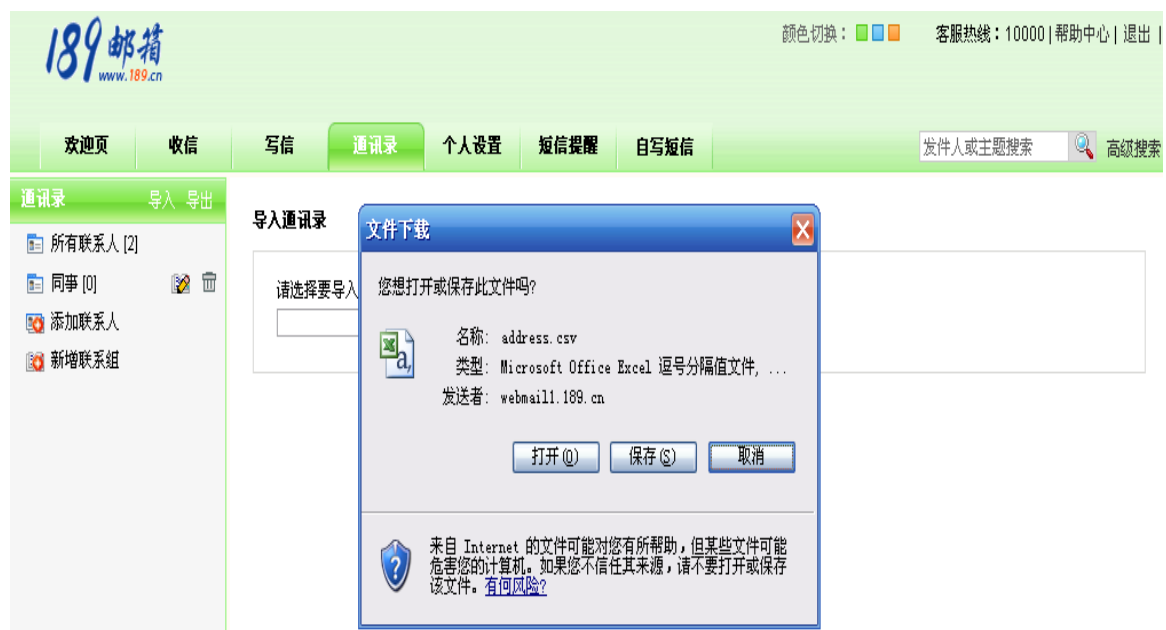 189邮箱
www.189.cn
颜色切换：
客服热线：10000|帮助中心|退出 |
欢迎页
收信
写信
通讯录
个人设置
短信提醒
自写短信
发件人或主题搜索
高级搜索
通讯录
导入 导出
所有联系人 [2]
同事 [0]
添加联系人
新增联系组
导入通讯录
请选择要导入
文件下载
您想打开或保存此文件吗?
名称: address.csv
类型: Microsoft Office Excel 逗号分隔值文件, ...
发送者: webmail1.189.cn
打开(O)
保存(S)
取消
来自 Internet 的文件可能对您有所帮助，但某些文件可能
危害您的计算机。如果您不信任其来源，请不要打开或保存
该文件。有何风险?